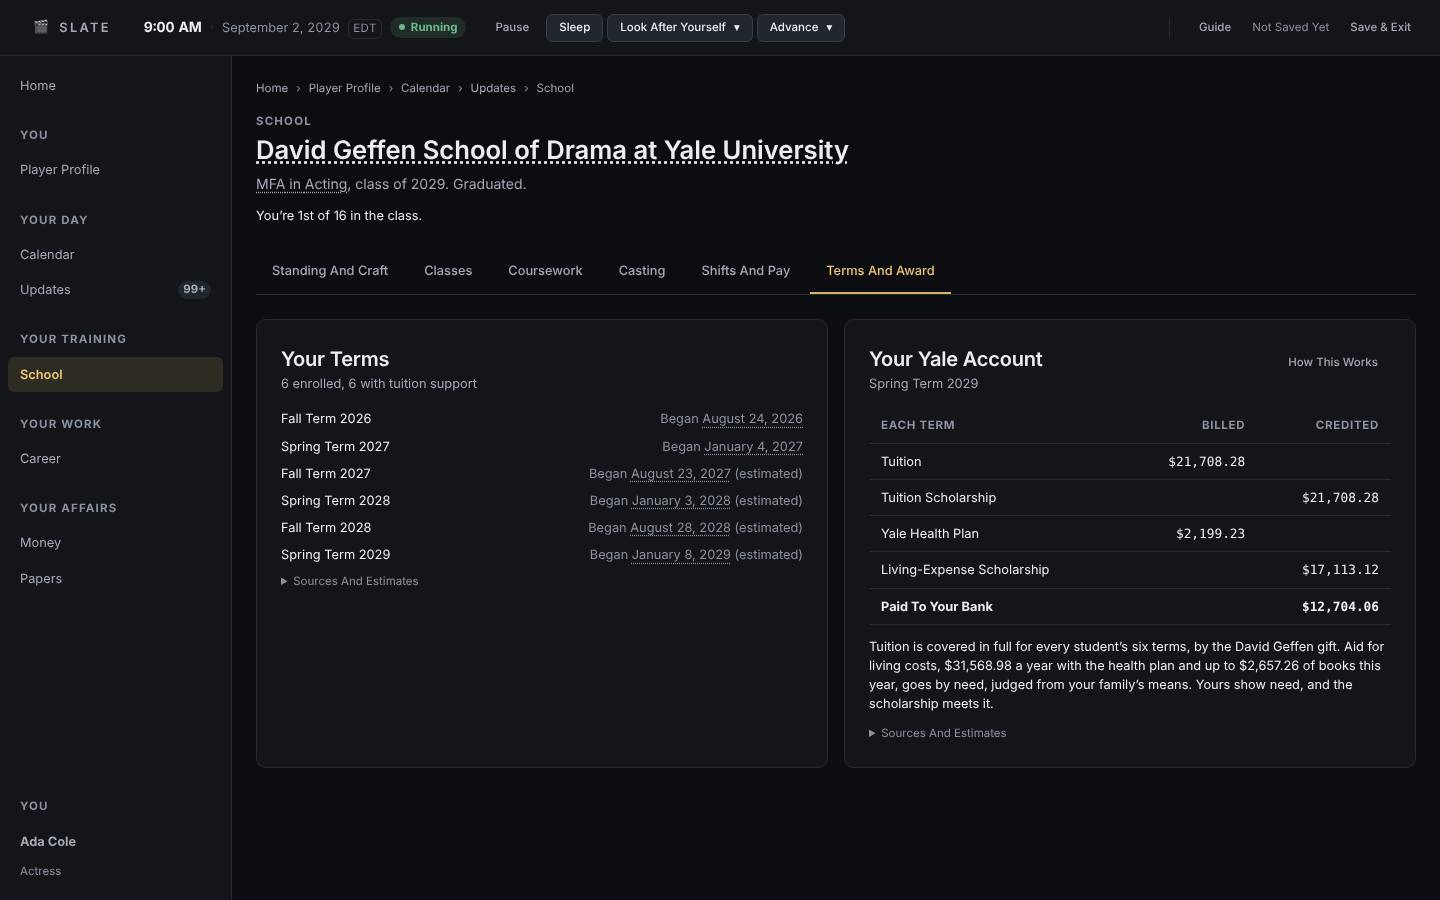 SLATE
9:00 AM · September 2, 2029 EDT Running
Pause
Sleep
Look After Yourself ▾
Advance ▾
Guide
Not Saved Yet
Save & Exit
Home
YOU
Player Profile
YOUR DAY
Calendar
Updates 99+
YOUR TRAINING
School
YOUR WORK
Career
YOUR AFFAIRS
Money
Papers
YOU
Ada Cole
Actress
Home › Player Profile › Calendar › Updates › School
SCHOOL
David Geffen School of Drama at Yale University
MFA in Acting, class of 2029. Graduated.
You’re 1st of 16 in the class.
Standing And Craft
Classes
Coursework
Casting
Shifts And Pay
Terms And Award
Your Terms
6 enrolled, 6 with tuition support
Fall Term 2026 Began August 24, 2026
Spring Term 2027 Began January 4, 2027
Fall Term 2027 Began August 23, 2027 (estimated)
Spring Term 2028 Began January 3, 2028 (estimated)
Fall Term 2028 Began August 28, 2028 (estimated)
Spring Term 2029 Began January 8, 2029 (estimated)
▶ Sources And Estimates
Your Yale Account
How This Works
Spring Term 2029
EACH TERM BILLED CREDITED
Tuition $21,708.28
Tuition Scholarship $21,708.28
Yale Health Plan $2,199.23
Living-Expense Scholarship $17,113.12
Paid To Your Bank $12,704.06
Tuition is covered in full for every student’s six terms, by the David Geffen gift. Aid for
living costs, $31,568.98 a year with the health plan and up to $2,657.26 of books this
year, goes by need, judged from your family’s means. Yours show need, and the
scholarship meets it.
▶ Sources And Estimates